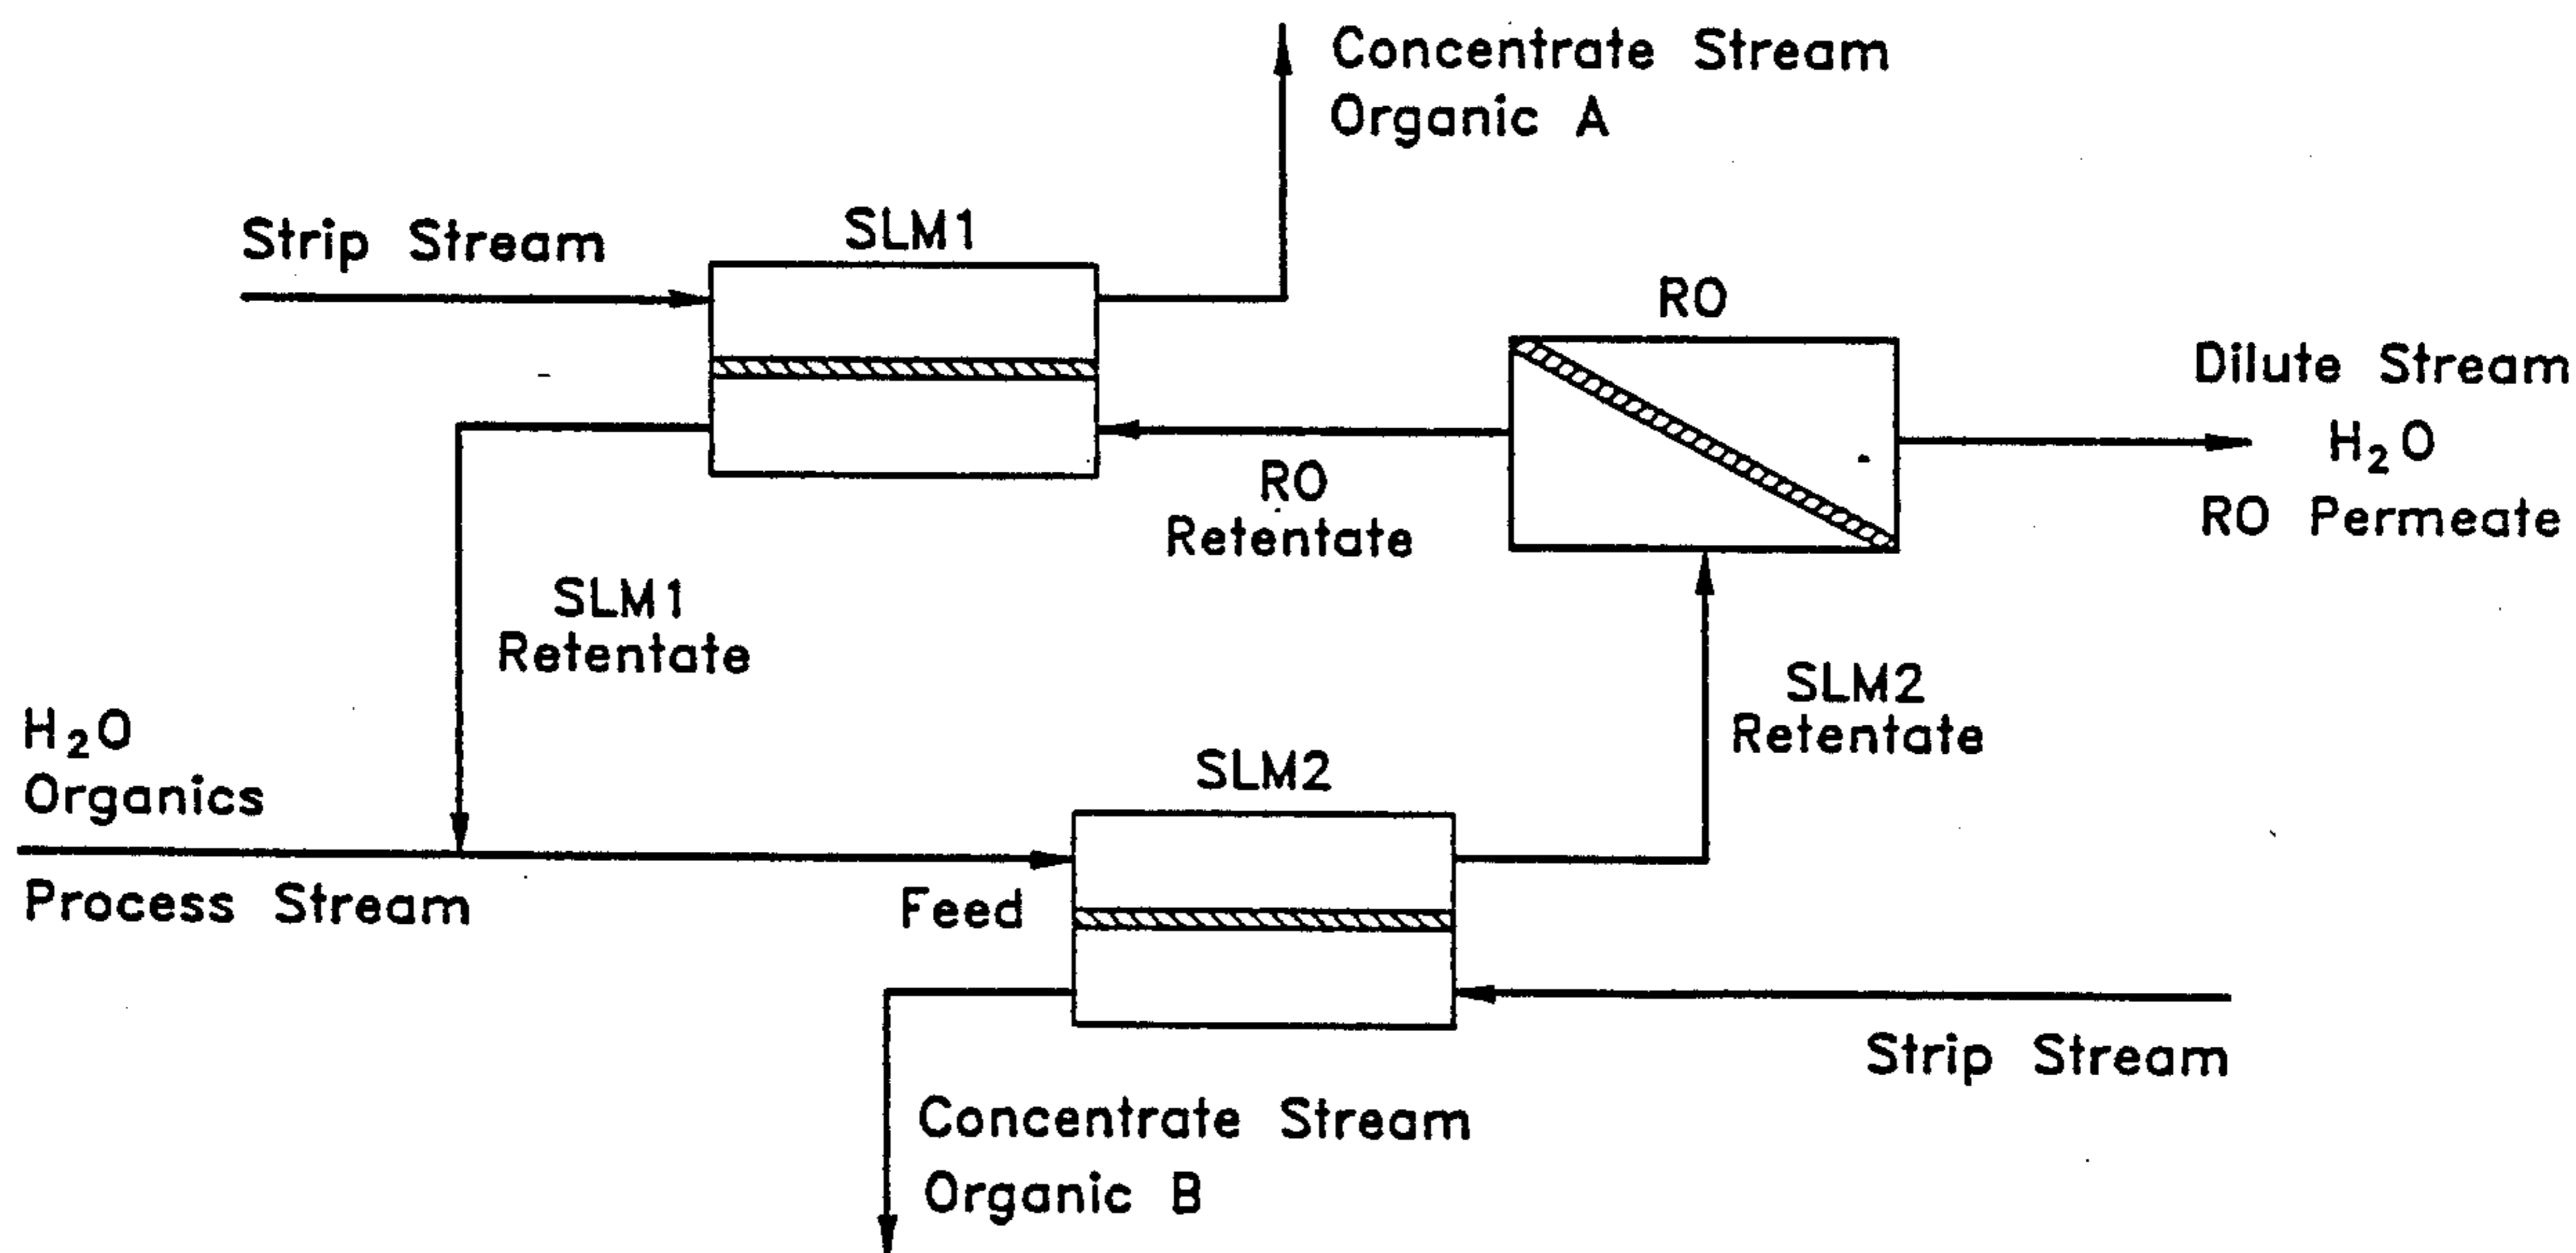 Concentrate Stream
Organic A
Strip Stream
SLM1
RO
Dilute Stream
H₂O
RO Permeate
RO
Retentate
SLM1
Retentate
SLM2
Retentate
H₂O
Organics
Process Stream
SLM2
Feed
Strip Stream
Concentrate Stream
Organic B